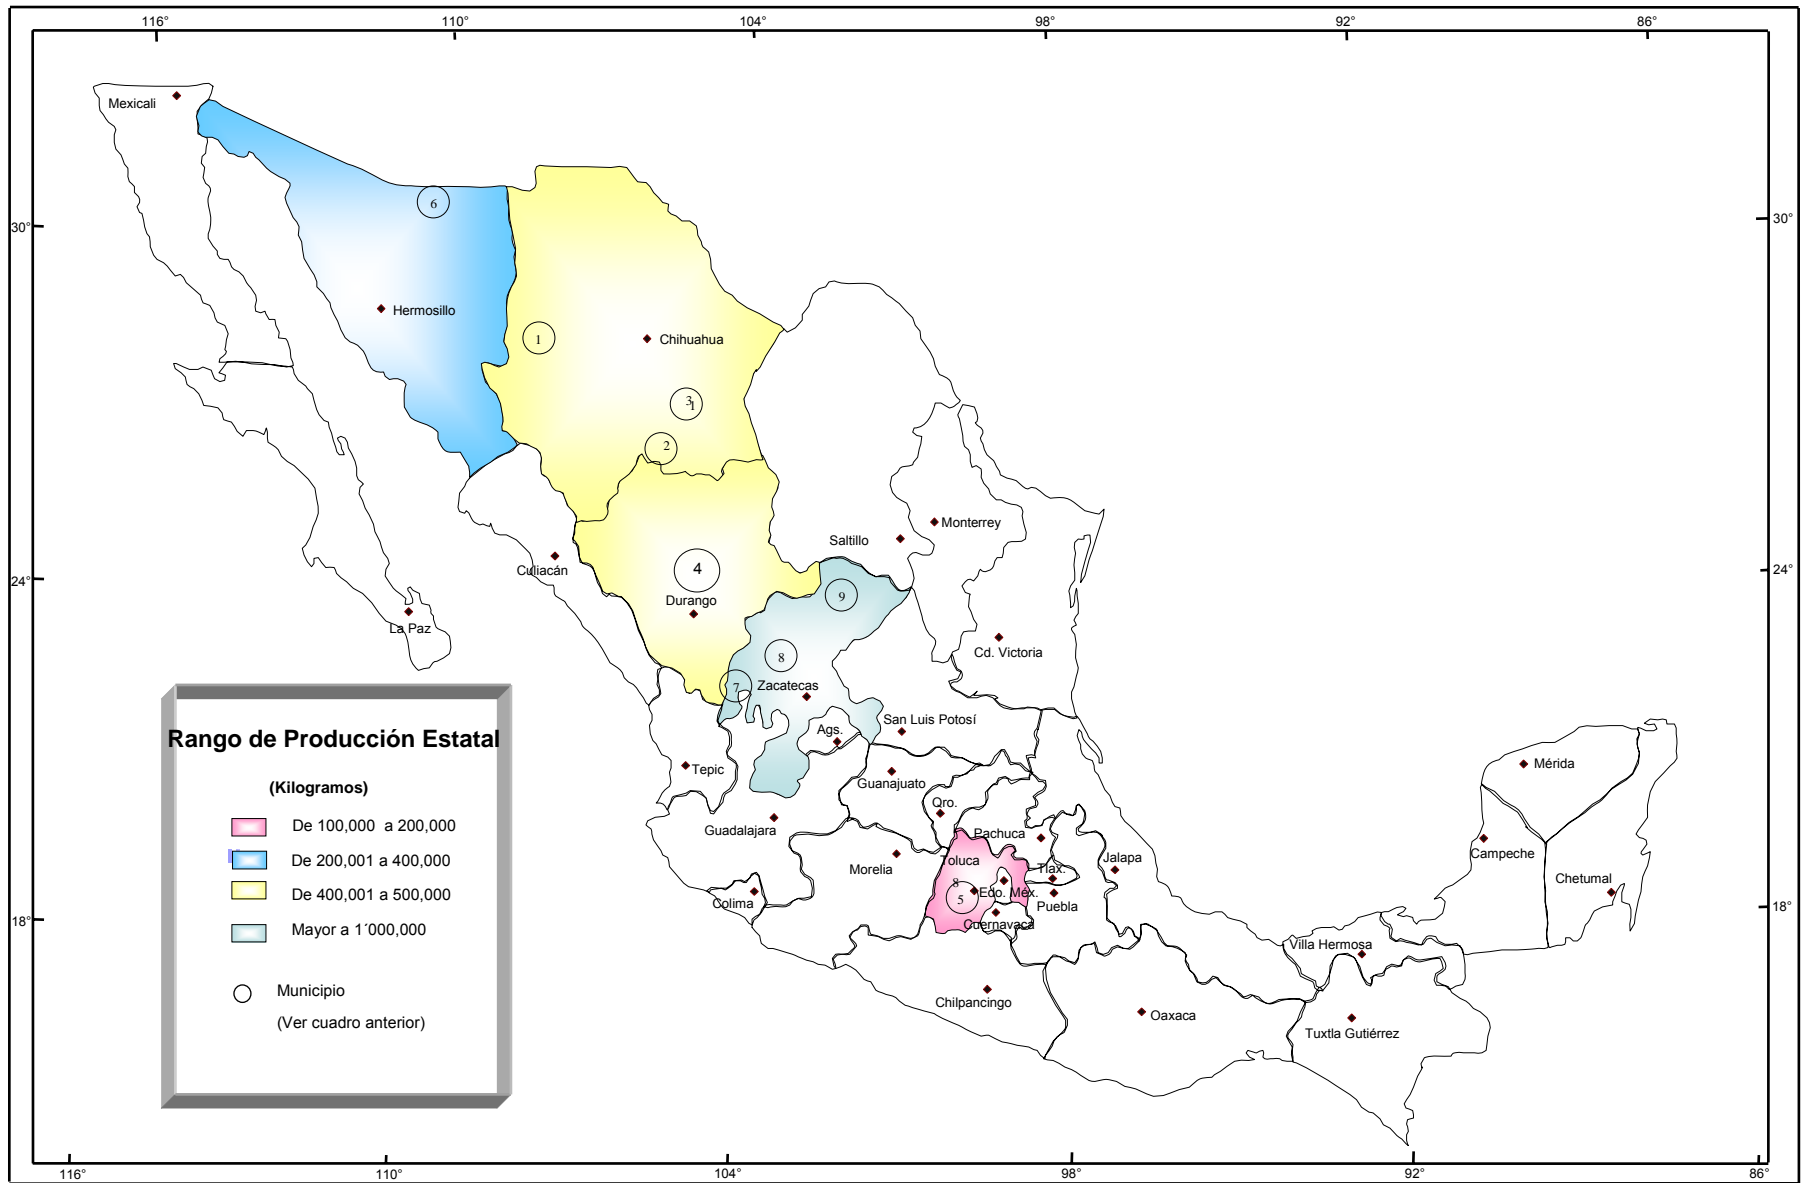 116° 110° 104° 98° 92° 86°
Mexicali
6
30° 30°
Hermosillo
1
Chihuahua
3
1
2
Monterrey
Saltillo
Culiacán
4
24° 24°
9
Durango
La Paz
Cd. Victoria
8
7
Zacatecas
San Luis Potosí
Ags.
Tepic
Guanajuato
Mérida
Qro.
Guadalajara
Pachuca
Campeche
Jalapa
Toluca
Morelia
Tlax.
Chetumal
8
Edo. Méx.
5
Colima
Puebla
18° 18°
Cuernavaca
Villa Hermosa
Chilpancingo
Oaxaca
Tuxtla Gutiérrez
Rango de Producción Estatal
(Kilogramos)
De 100,000 a 200,000
De 200,001 a 400,000
De 400,001 a 500,000
Mayor a 1´000,000
Municipio
(Ver cuadro anterior)
116° 110° 104° 98° 92° 86°